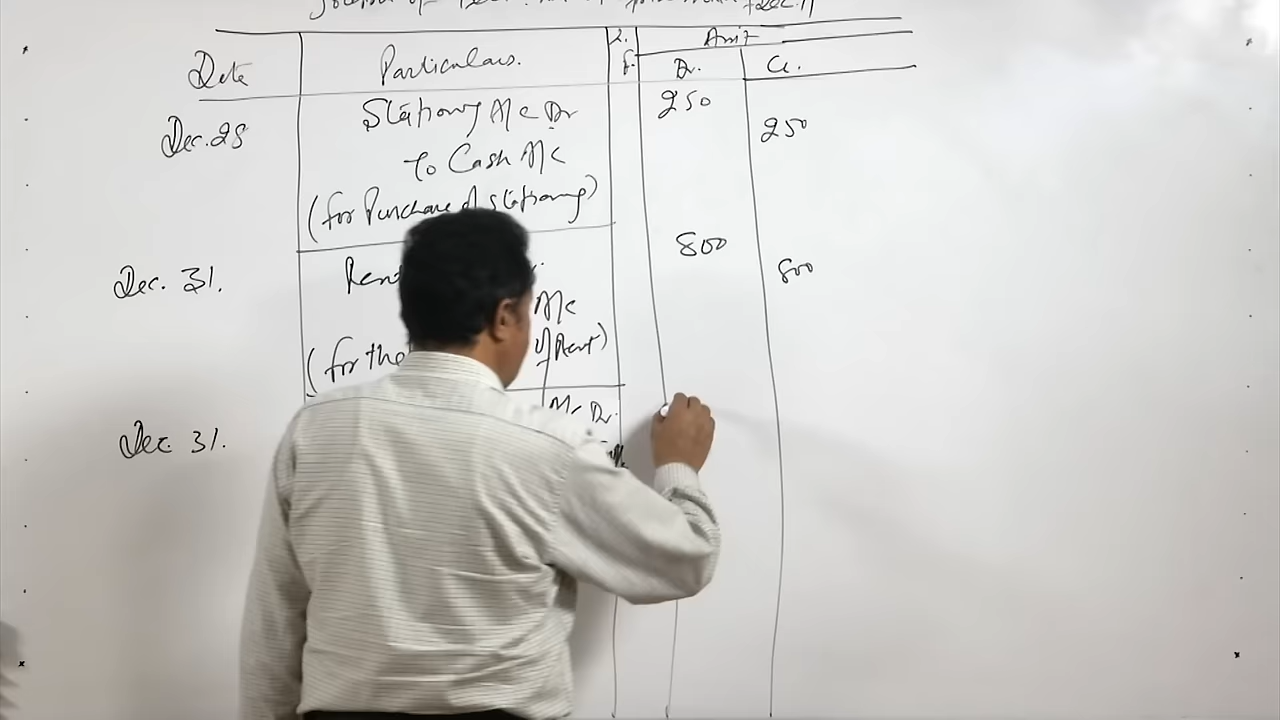 Date Particulars. L. f. Amt
Dr. Cr.
Dec. 28 Stationary A/c Dr 250
To Cash A/c 250
(for Purchase of Stationary)
Dec. 31. Rent 800
A/c 800
(for the of Rent)
Dec 31. A/c Dr.